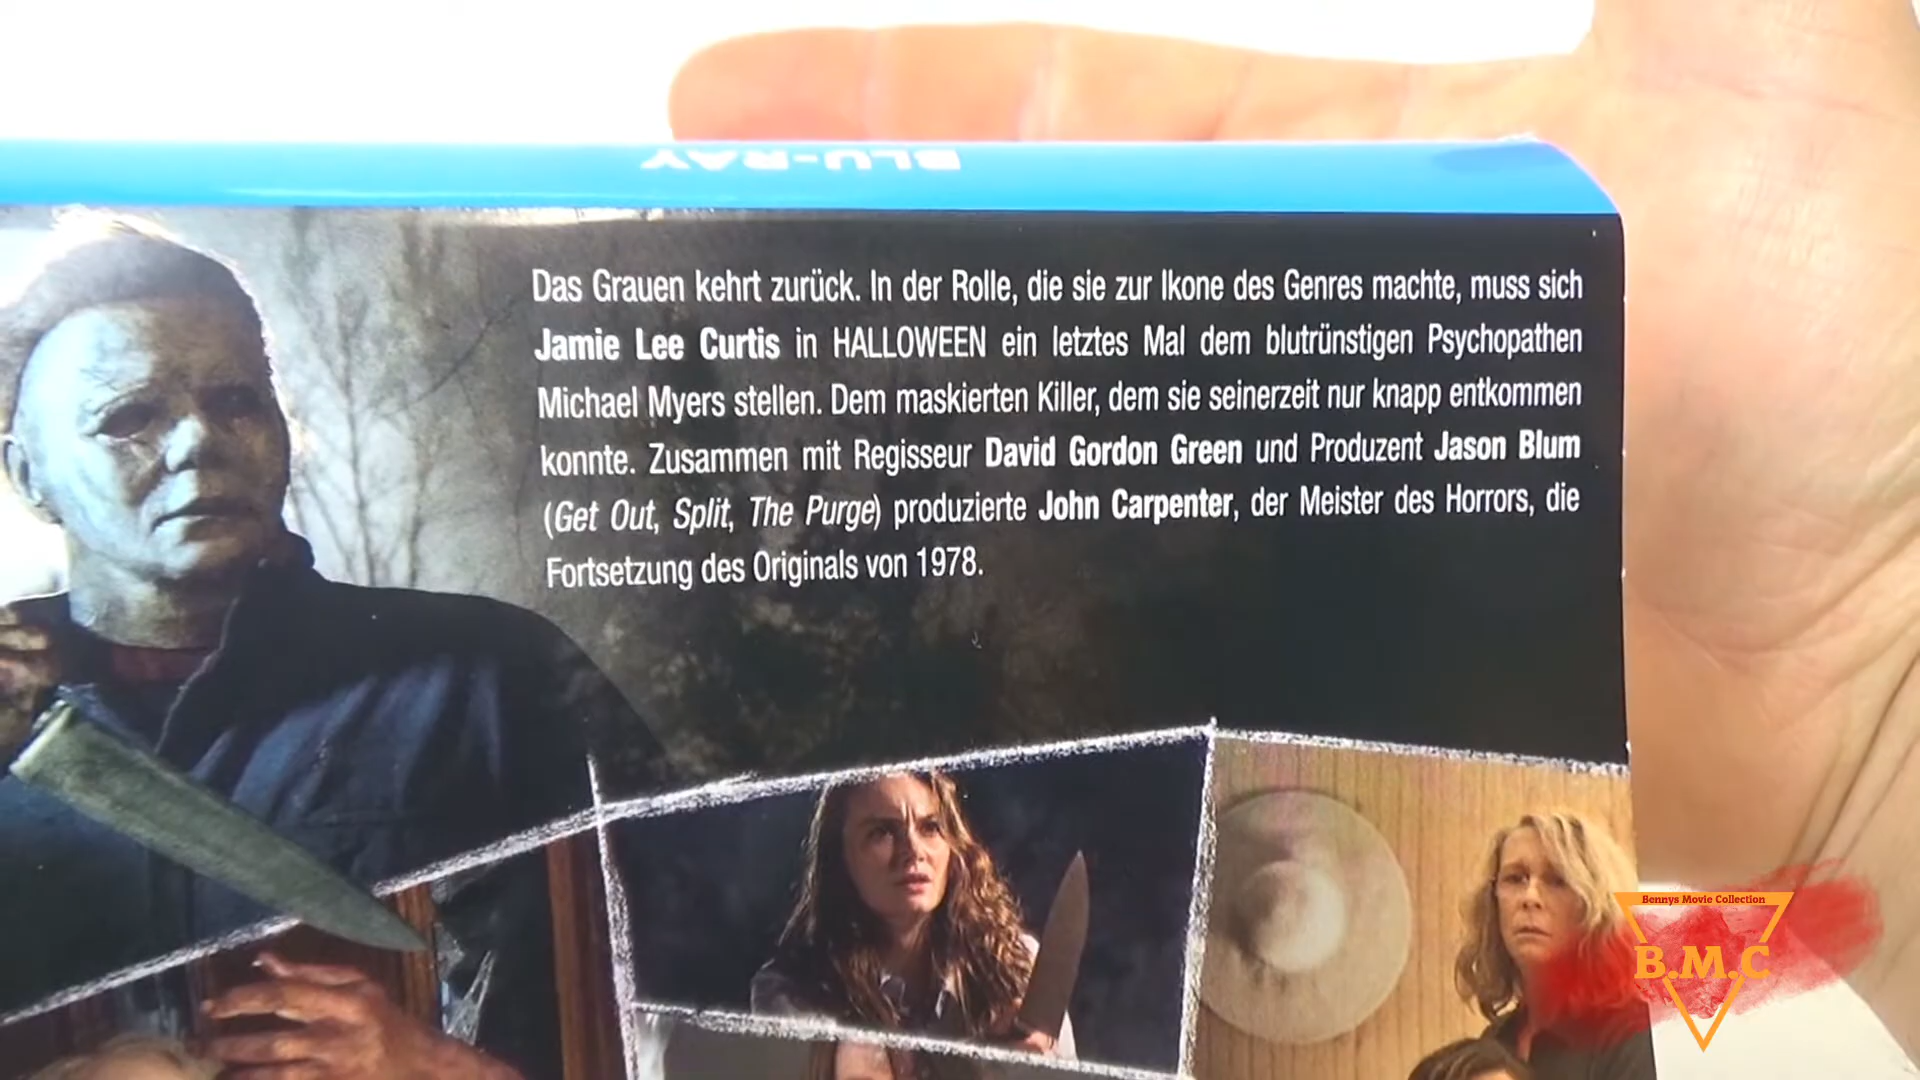 BLU-RAY
Das Grauen kehrt zurück. In der Rolle, die sie zur Ikone des Genres machte, muss sich
Jamie Lee Curtis in HALLOWEEN ein letztes Mal dem blutrünstigen Psychopathen
Michael Myers stellen. Dem maskierten Killer, dem sie seinerzeit nur knapp entkommen
konnte. Zusammen mit Regisseur David Gordon Green und Produzent Jason Blum
(Get Out, Split, The Purge) produzierte John Carpenter, der Meister des Horrors, die
Fortsetzung des Originals von 1978.
Bennys Movie Collection
B.M.C